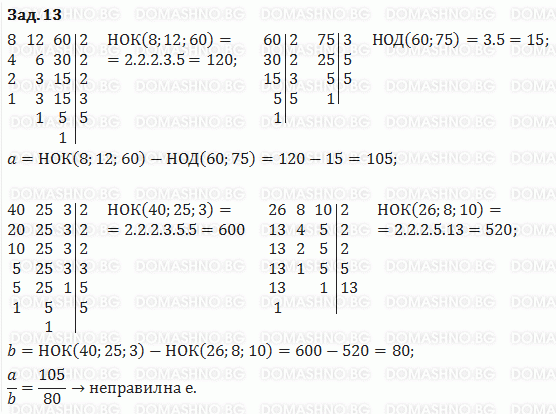 Зад. 13
8 12 60 | 2 НОК(8; 12; 60) = 60 | 2 75 | 3 НОД(60; 75) = 3.5 = 15;
4 6 30 | 2 = 2.2.2.3.5 = 120; 30 | 2 25 | 5
2 3 15 | 2 15 | 3 5 | 5
1 3 15 | 3 5 | 5 1 |
1 5 | 5 1 |
1 |
a = НОК(8; 12; 60) − НОД(60; 75) = 120 − 15 = 105;
40 25 3 | 2 НОК(40; 25; 3) = 26 8 10 | 2 НОК(26; 8; 10) =
20 25 3 | 2 = 2.2.2.3.5.5 = 600 13 4 5 | 2 = 2.2.2.5.13 = 520;
10 25 3 | 2 13 2 5 | 2
5 25 3 | 3 13 1 5 | 5
5 25 1 | 5 13 1 | 13
1 5 | 5 1 |
1 |
b = НОК(40; 25; 3) − НОК(26; 8; 10) = 600 − 520 = 80;
a/b = 105/80 → неправилна е.
DOMASHNO.BG